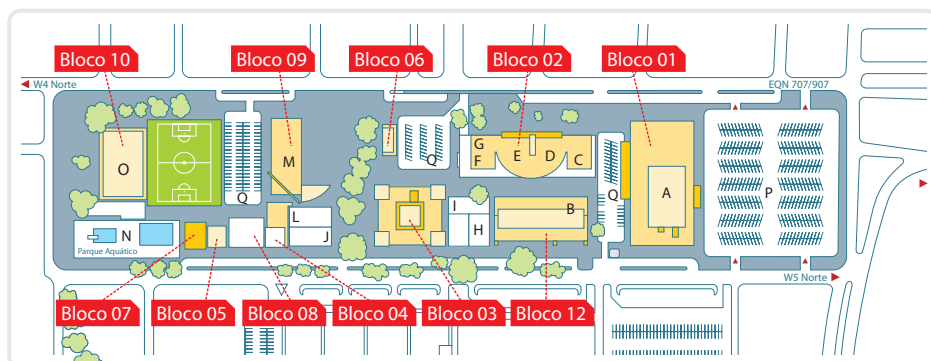 Bloco 10
Bloco 09
Bloco 06
Bloco 02
Bloco 01
W4 Norte
EQN 707/907
O
Q
M
Q
G
F
E
D
C
Q
A
P
N
Parque Aquático
L
J
I
H
B
W5 Norte
Bloco 07
Bloco 05
Bloco 08
Bloco 04
Bloco 03
Bloco 12